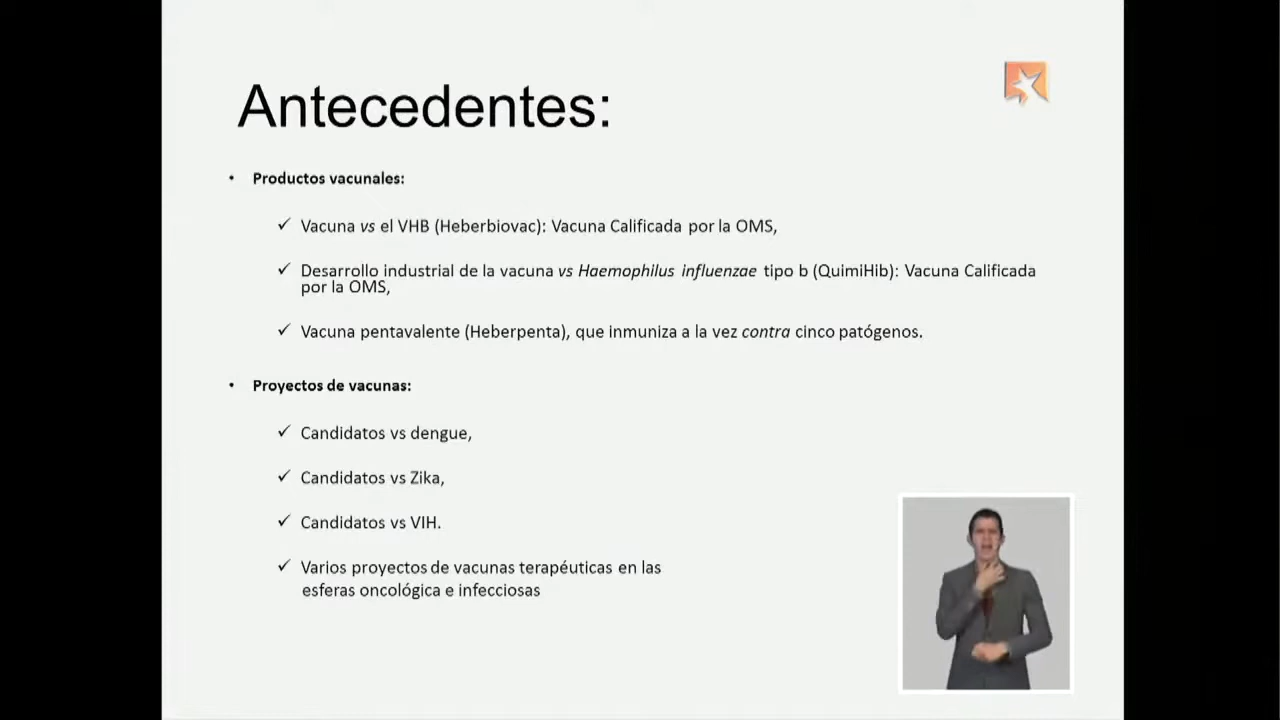 Antecedentes:
• Productos vacunales:
✓ Vacuna vs el VHB (Heberbiovac): Vacuna Calificada por la OMS,
✓ Desarrollo industrial de la vacuna vs Haemophilus influenzae tipo b (QuimiHib): Vacuna Calificada
por la OMS,
✓ Vacuna pentavalente (Heberpenta), que inmuniza a la vez contra cinco patógenos.
• Proyectos de vacunas:
✓ Candidatos vs dengue,
✓ Candidatos vs Zika,
✓ Candidatos vs VIH.
✓ Varios proyectos de vacunas terapéuticas en las
esferas oncológica e infecciosas